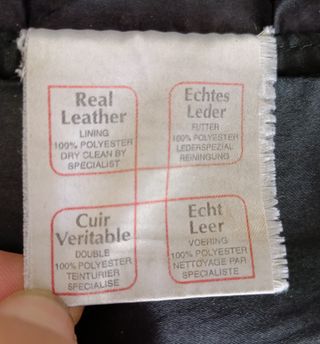 Real
Leather
LINING
100% POLYESTER
DRY CLEAN BY
SPECIALIST
Echtes
Leder
FUTTER
100% POLYESTER
LEDERSPEZIAL
REININGUNG
Cuir
Veritable
DOUBLE
100% POLYESTER
TEINTURIER
SPECIALISE
Echt
Leer
VOERING
100% POLYESTER
NETTOYAGE PAR
SPECIALISTE